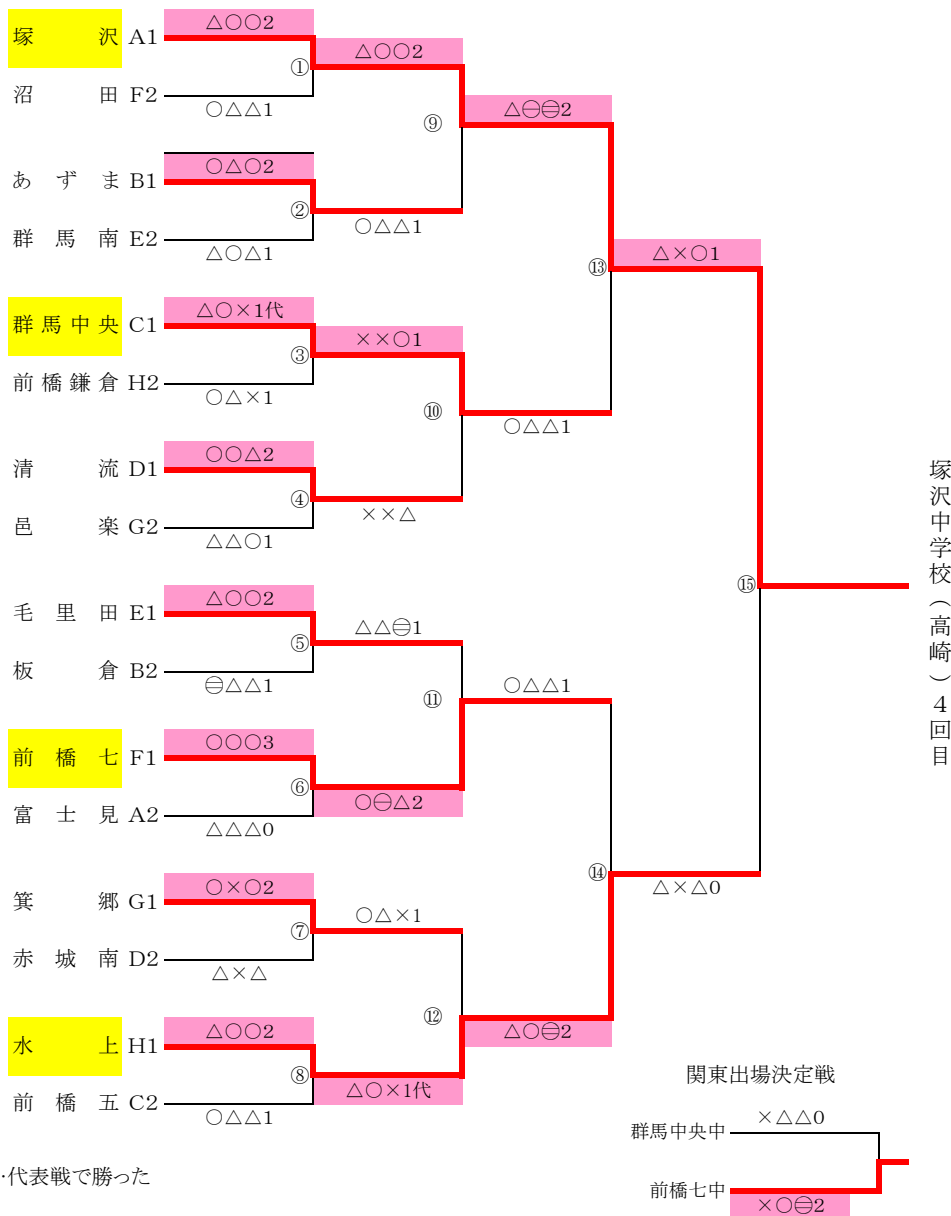 塚沢 A1 △○○2
①
沼田 F2 ○△△1
△○○2
⑨
あずま B1 ○△○2
②
群馬南 E2 △○△1
○△△1
△⊖⊜2
⑬
群馬中央 C1 △○×1代
③
前橋鎌倉 H2 ○△×1
××○1
⑩
清流 D1 ○○△2
④
邑楽 G2 △△○1
××△
○△△1
△×○1
⑮
毛里田 E1 △○○2
⑤
板倉 B2 ⊜△△1
△△⊜1
⑪
前橋七 F1 ○○○3
⑥
富士見 A2 △△△0
○⊖△2
○△△1
⑭
箕郷 G1 ○×○2
⑦
赤城南 D2 △×△
○△×1
⑫
水上 H1 △○○2
⑧
前橋五 C2 ○△△1
△○×1代
△○⊜2
△×△0
塚沢中学校(高崎)4回目
関東出場決定戦
群馬中央中 ×△△0
前橋七中 ×○⊜2
・代表戦で勝った